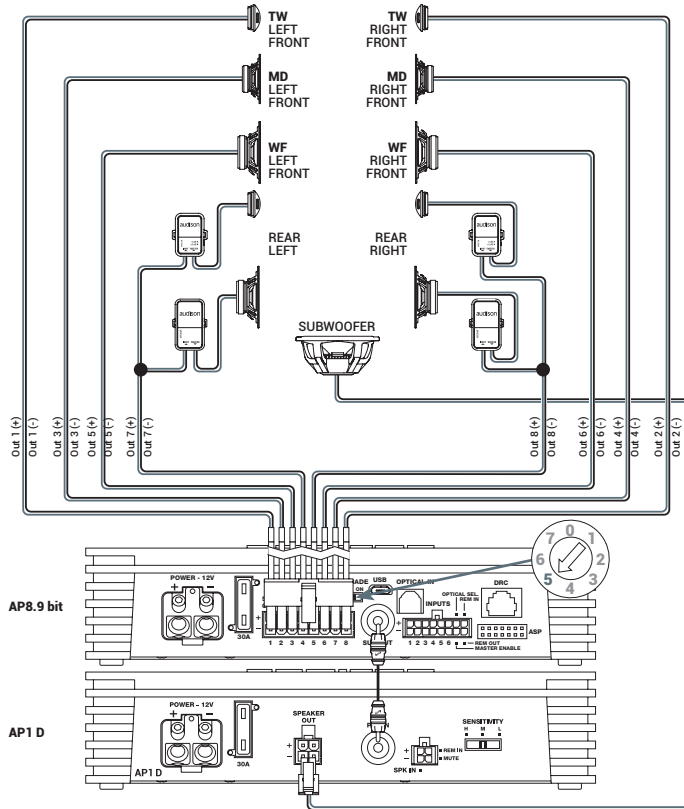 TW
LEFT
FRONT
TW
RIGHT
FRONT
MD
LEFT
FRONT
MD
RIGHT
FRONT
WF
LEFT
FRONT
WF
RIGHT
FRONT
audison
audison
REAR
LEFT
REAR
RIGHT
audison
audison
SUBWOOFER
Out 1 (+)
Out 1 (-)
Out 3 (+)
Out 3 (-)
Out 5 (+)
Out 5 (-)
Out 7 (+)
Out 7 (-)
Out 8 (+)
Out 8 (-)
Out 6 (+)
Out 6 (-)
Out 4 (+)
Out 4 (-)
Out 2 (+)
Out 2 (-)
0
1
2
3
4
5
6
7
AP8.9 bit
POWER - 12V
+ -
30A
ON
USB
OPTICAL IN
OPTICAL SEL.
REM IN
DRC
INPUTS
+
-
1 2 3 4 5 6 7 8
+
-
1 2 3 4 5 6
ASP
REM OUT
MASTER ENABLE
AP1 D
POWER - 12V
+ -
30A
AP1 D
SPEAKER
OUT
+
-
SENSITIVITY
H M L
+
-
REM IN
MUTE
SPK IN